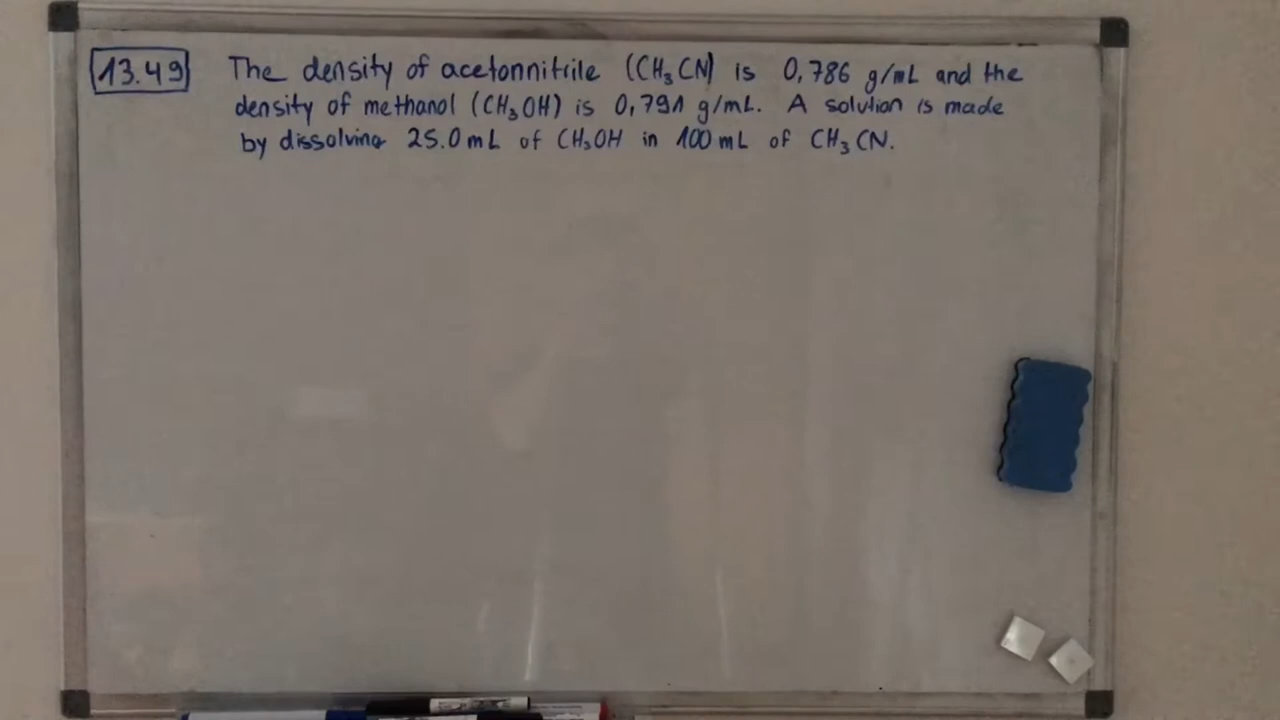 13.49 The density of acetonnitrile (CH₃CN) is 0,786 g/mL and the
density of methanol (CH₃OH) is 0,791 g/mL. A solution is made
by dissolving 25.0 mL of CH₃OH in 100 mL of CH₃CN.